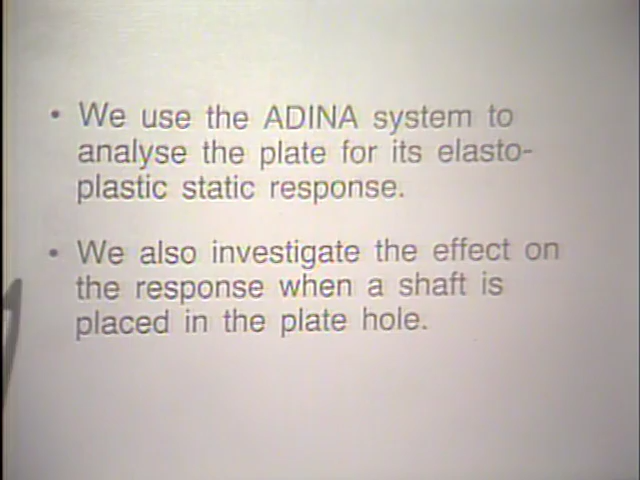 • We use the ADINA system to
analyse the plate for its elasto-
plastic static response.
• We also investigate the effect on
the response when a shaft is
placed in the plate hole.